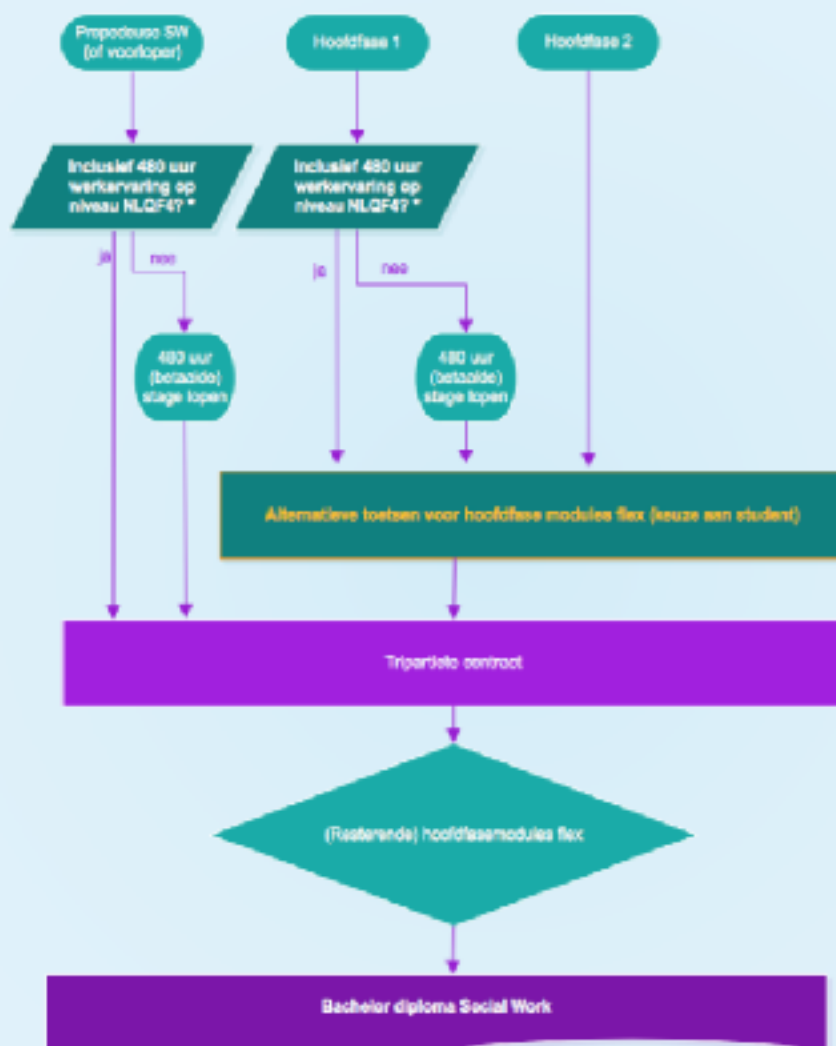 Propedeuse SW
(of voorloper)
Hoofdfase 1
Hoofdfase 2
Inclusief 480 uur
werkervaring op
niveau NLQF4? *
Inclusief 480 uur
werkervaring op
niveau NLQF4? *
ja
nee
ja
nee
480 uur
(betaalde)
stage lopen
480 uur
(betaalde)
stage lopen
Alternatieve toetsen voor hoofdfase modules flex (keuze aan student)
Tripartiete contract
(Resterende) hoofdfasemodules flex
Bachelor diploma Social Work